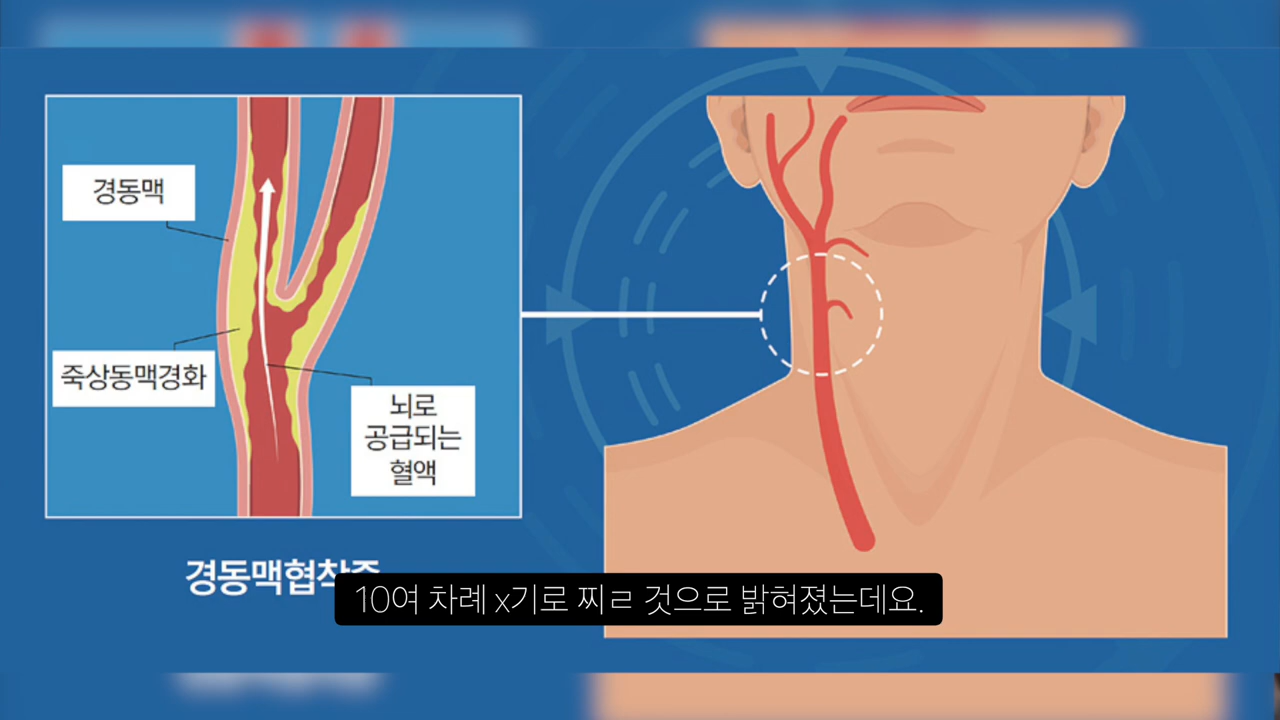 경동맥
죽상동맥경화
뇌로
공급되는
혈액
경동맥협착증
10여 차례 x기로 찌ㄹ 것으로 밝혀졌는데요.